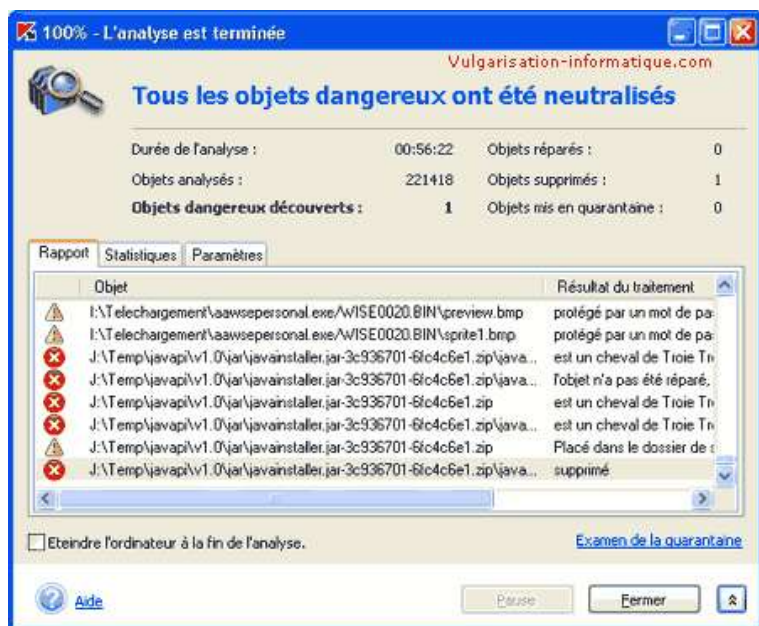 100% - L'analyse est terminée
Vulgarisation-informatique.com
Tous les objets dangereux ont été neutralisés
Durée de l'analyse : 00:56:22 Objets réparés : 0
Objets analysés : 221418 Objets supprimés : 1
Objets dangereux découverts : 1 Objets mis en quarantaine : 0
Rapport Statistiques Paramètres
Objet Résultat du traitement
I:\Telechargement\aawsepersonal.exe/WISE0020.BIN\preview.bmp protégé par un mot de pa
I:\Telechargement\aawsepersonal.exe/WISE0020.BIN\sprite1.bmp protégé par un mot de pa
J:\Temp\javapi\v1.0\jar\javainstaller.jar-3c936701-6fc4c6e1.zip\java... est un cheval de Troie Tr
J:\Temp\javapi\v1.0\jar\javainstaller.jar-3c936701-6fc4c6e1.zip\java... l'objet n'a pas été réparé,
J:\Temp\javapi\v1.0\jar\javainstaller.jar-3c936701-6fc4c6e1.zip est un cheval de Troie Tr
J:\Temp\javapi\v1.0\jar\javainstaller.jar-3c936701-6fc4c6e1.zip\java... est un cheval de Troie Tr
J:\Temp\javapi\v1.0\jar\javainstaller.jar-3c936701-6fc4c6e1.zip Placé dans le dossier de s
J:\Temp\javapi\v1.0\jar\javainstaller.jar-3c936701-6fc4c6e1.zip\java... supprimé
Eteindre l'ordinateur à la fin de l'analyse. Examen de la quarantaine
Aide Pause Fermer